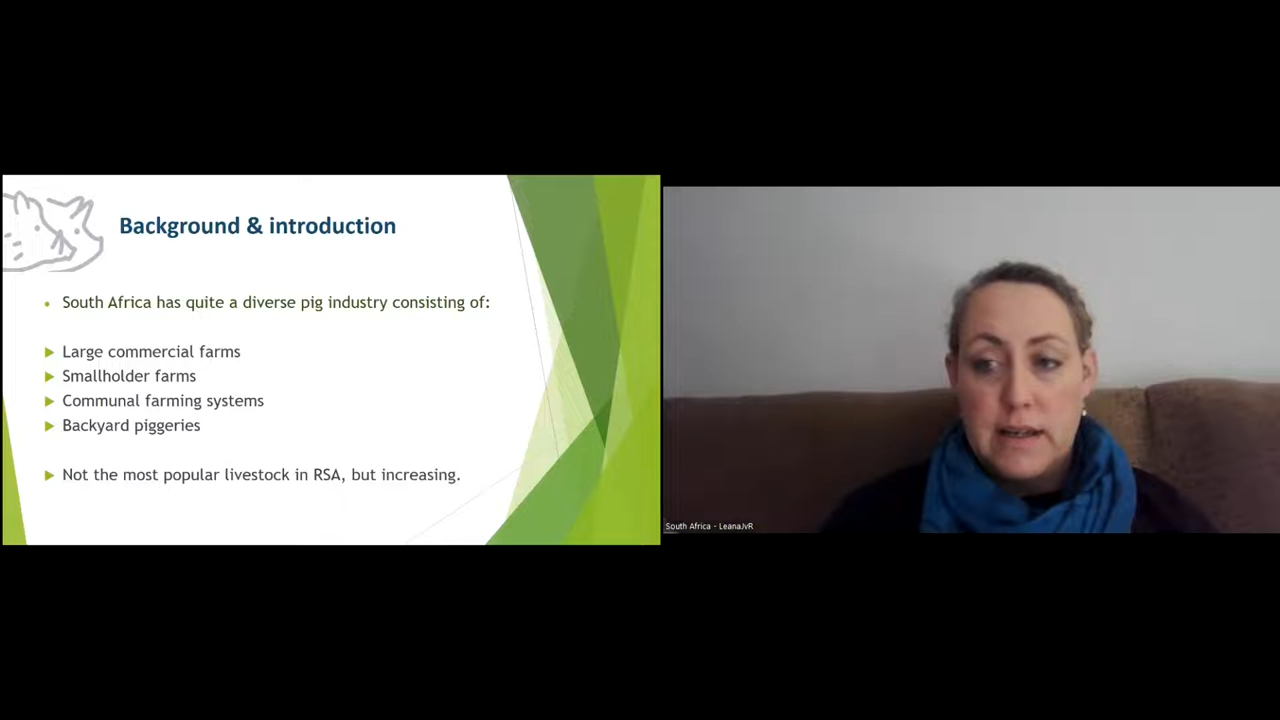 Background & introduction
South Africa has quite a diverse pig industry consisting of:
Large commercial farms
Smallholder farms
Communal farming systems
Backyard piggeries
Not the most popular livestock in RSA, but increasing.
South Africa - LeanaJvR